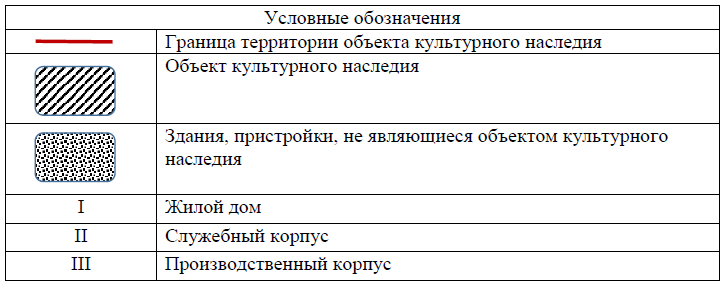 Условные обозначения
Граница территории объекта культурного наследия
Объект культурного наследия
Здания, пристройки, не являющиеся объектом культурного
наследия
I Жилой дом
II Служебный корпус
III Производственный корпус